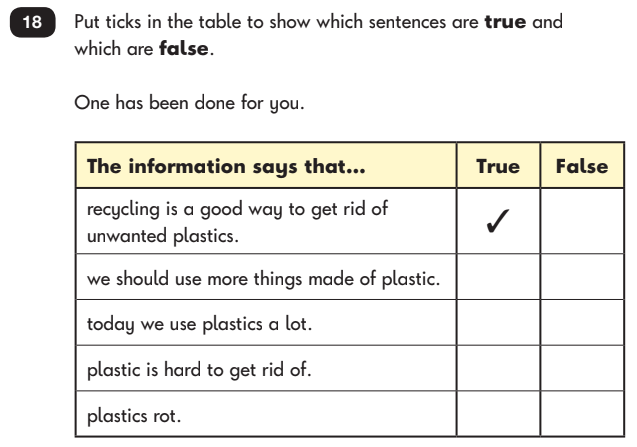 18 Put ticks in the table to show which sentences are true and
which are false.
One has been done for you.
The information says that... True False
recycling is a good way to get rid of
unwanted plastics. ✓
we should use more things made of plastic.
today we use plastics a lot.
plastic is hard to get rid of.
plastics rot.